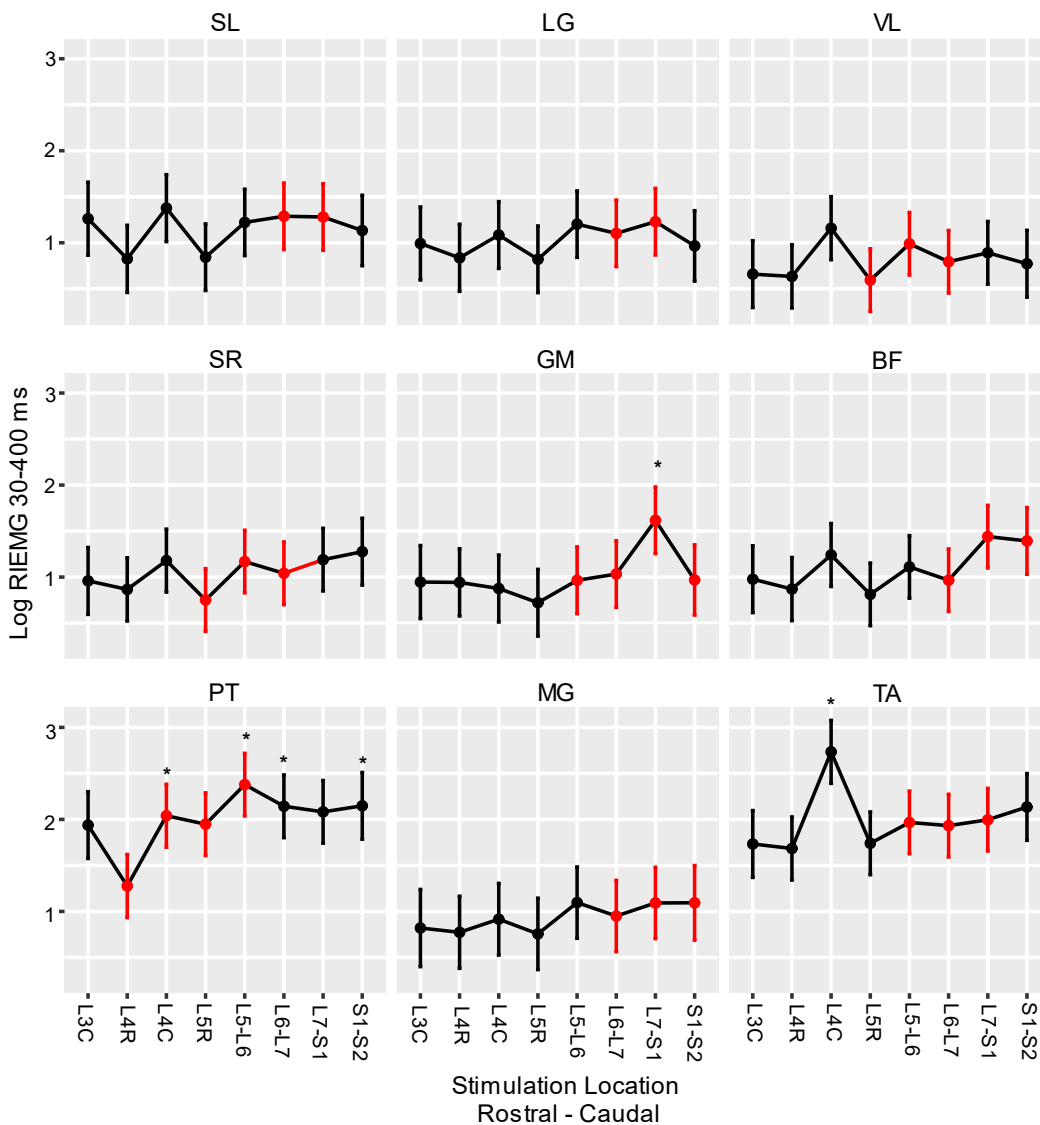 SL LG VL
3
2
1
SR GM BF
3
2
*
1
Log RIEMG 30-400 ms
PT MG TA
*
3
* * * *
2
1
L3C L4R L4C L5R L5-L6 L6-L7 L7-S1 S1-S2 L3C L4R L4C L5R L5-L6 L6-L7 L7-S1 S1-S2 L3C L4R L4C L5R L5-L6 L6-L7 L7-S1 S1-S2
Stimulation Location
Rostral - Caudal